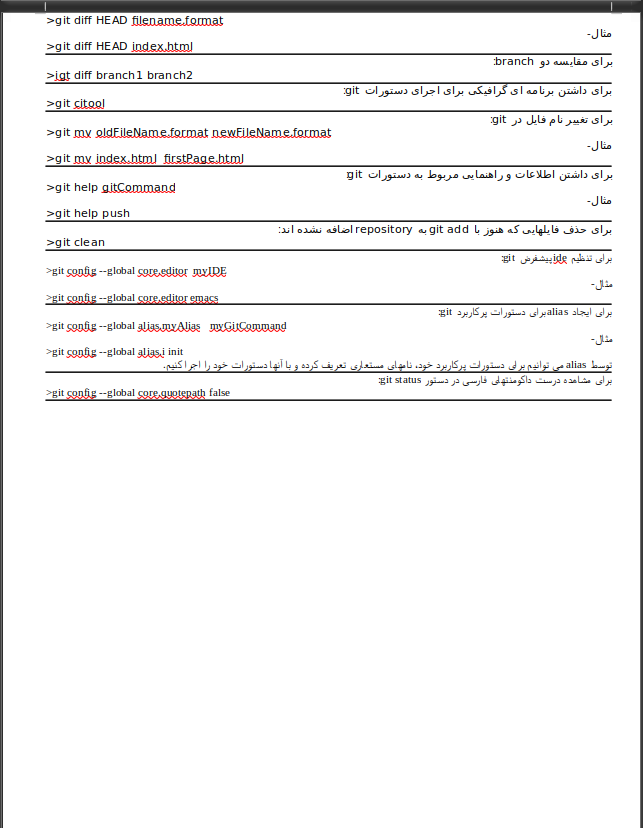 >git diff HEAD filename.format
مثال-
>git diff HEAD index.html
برای مقایسه دو branch:
>igt diff branch1 branch2
برای داشتن برنامه ای گرافیکی برای اجرای دستورات git:
>git citool
برای تغییر نام فایل در git:
>git mv oldFileName.format newFileName.format
مثال-
>git mv index.html firstPage.html
برای داشتن اطلاعات و راهنمایی مربوط به دستورات git:
>git help gitCommand
مثال-
>git help push
برای حذف فایلهایی که هنوز با git add به repository اضافه نشده اند:
>git clean
برای تنظیم ide پیشفرض git:
>git config --global core.editor myIDE
مثال-
>git config --global core.editor emacs
برای ایجاد alias برای دستورات پرکاربرد git:
>git config --global alias.myAlias myGitCommand
مثال-
>git config --global alias.i init
توسط alias می توانیم برای دستورات پرکاربرد خود، نامهای مستعاری تعریف کرده و با آنها دستورات خود را اجرا کنیم.
برای مشاهده درست داکومنتهای فارسی در دستور git status:
>git config --global core.quotepath false